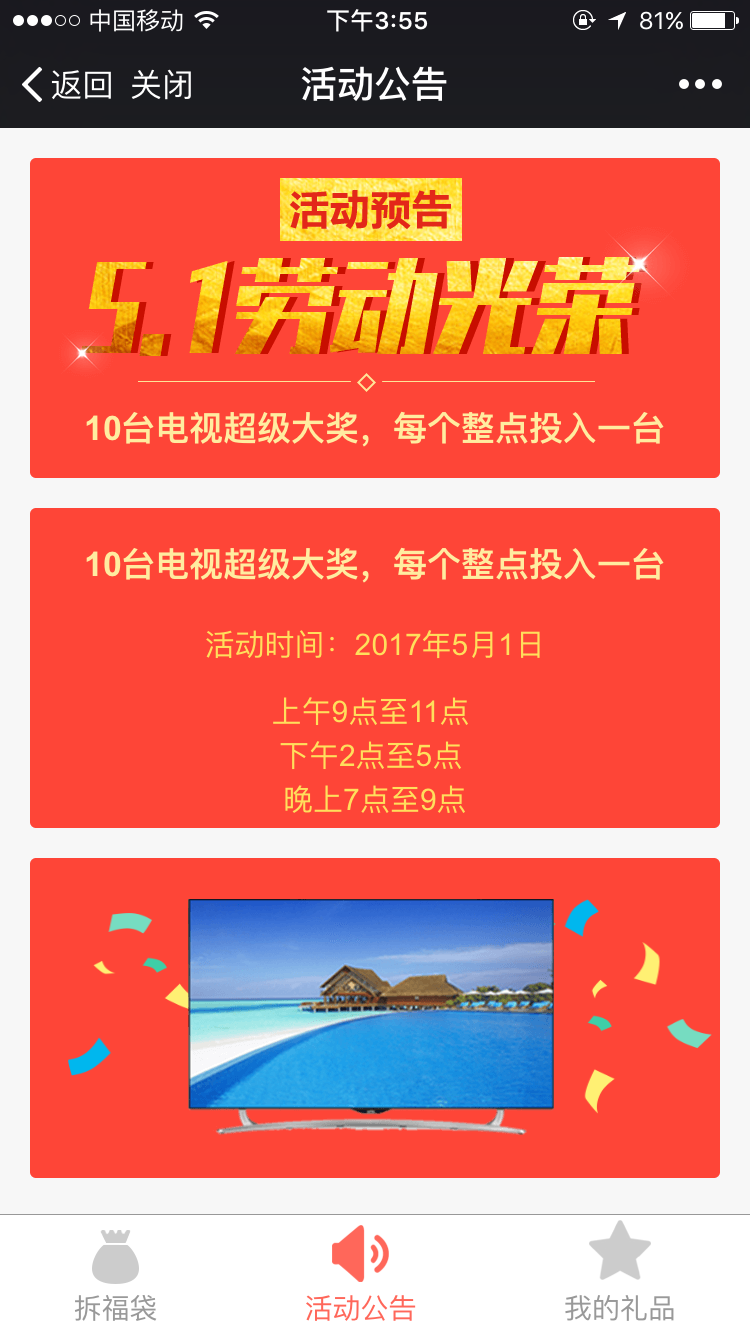 中国移动 下午3:55 81%
返回 关闭 活动公告
活动预告
5.1劳动光荣
10台电视超级大奖，每个整点投入一台
10台电视超级大奖，每个整点投入一台
活动时间：2017年5月1日
上午9点至11点
下午2点至5点
晚上7点至9点
拆福袋 活动公告 我的礼品